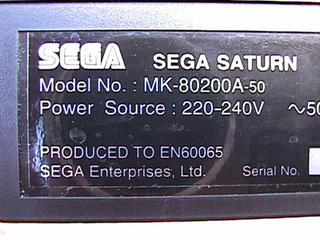 SEGA SEGA SATURN
Model No. : MK-80200A-50
Power Source : 220-240V ~50
PRODUCED TO EN60065
SEGA Enterprises, Ltd. Serial No.